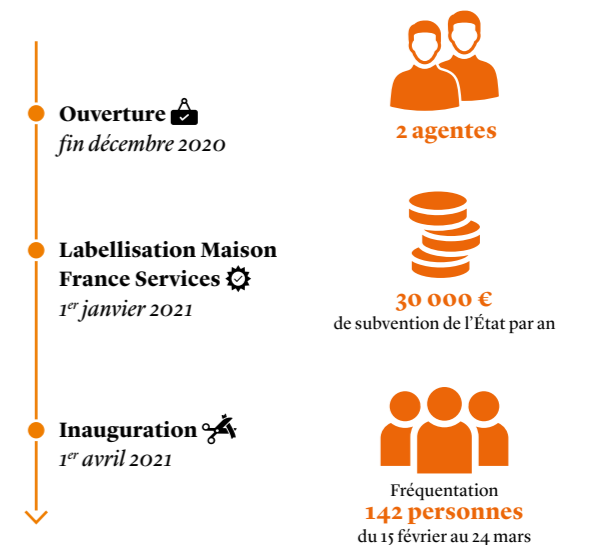 Ouverture
fin décembre 2020
Labellisation Maison
France Services
1er janvier 2021
Inauguration
1er avril 2021
2 agentes
30 000 €
de subvention de l'État par an
Fréquentation
142 personnes
du 15 février au 24 mars